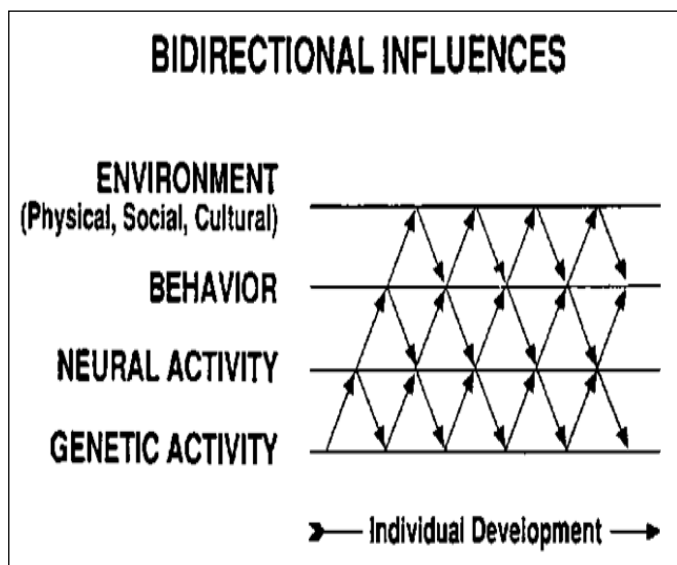 BIDIRECTIONAL INFLUENCES
ENVIRONMENT
(Physical, Social, Cultural)
BEHAVIOR
NEURAL ACTIVITY
GENETIC ACTIVITY
Individual Development